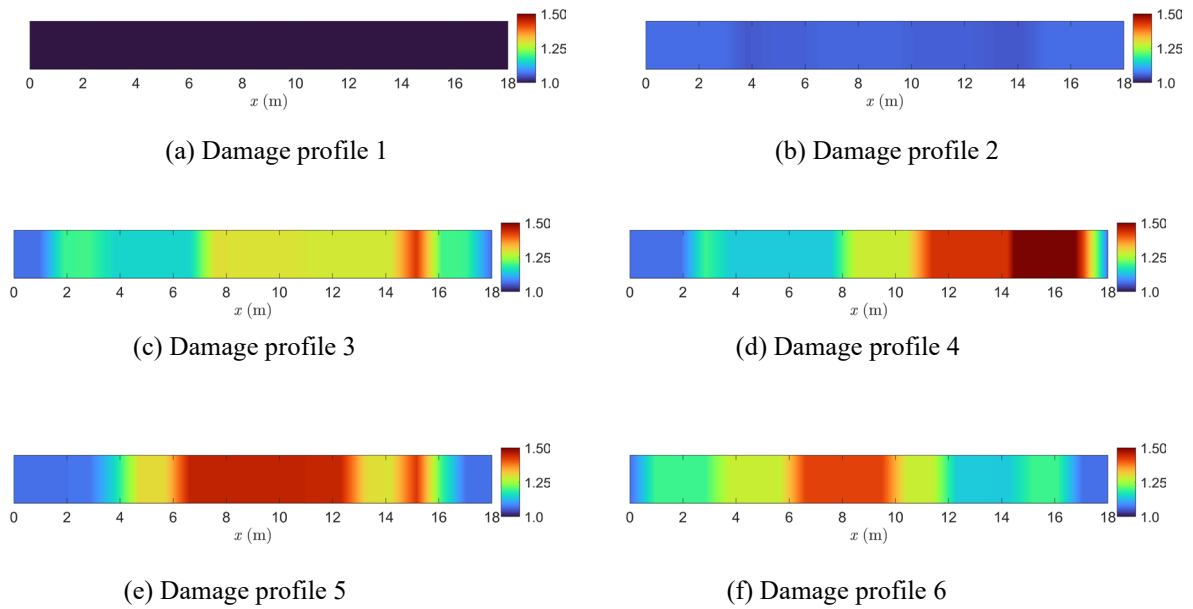 1.50
1.25
1.0
0 2 4 6 8 10 12 14 16 18
x (m)
(a) Damage profile 1
1.50
1.25
1.0
0 2 4 6 8 10 12 14 16 18
x (m)
(b) Damage profile 2
1.50
1.25
1.0
0 2 4 6 8 10 12 14 16 18
x (m)
(c) Damage profile 3
1.50
1.25
1.0
0 2 4 6 8 10 12 14 16 18
x (m)
(d) Damage profile 4
1.50
1.25
1.0
0 2 4 6 8 10 12 14 16 18
x (m)
(e) Damage profile 5
1.50
1.25
1.0
0 2 4 6 8 10 12 14 16 18
x (m)
(f) Damage profile 6